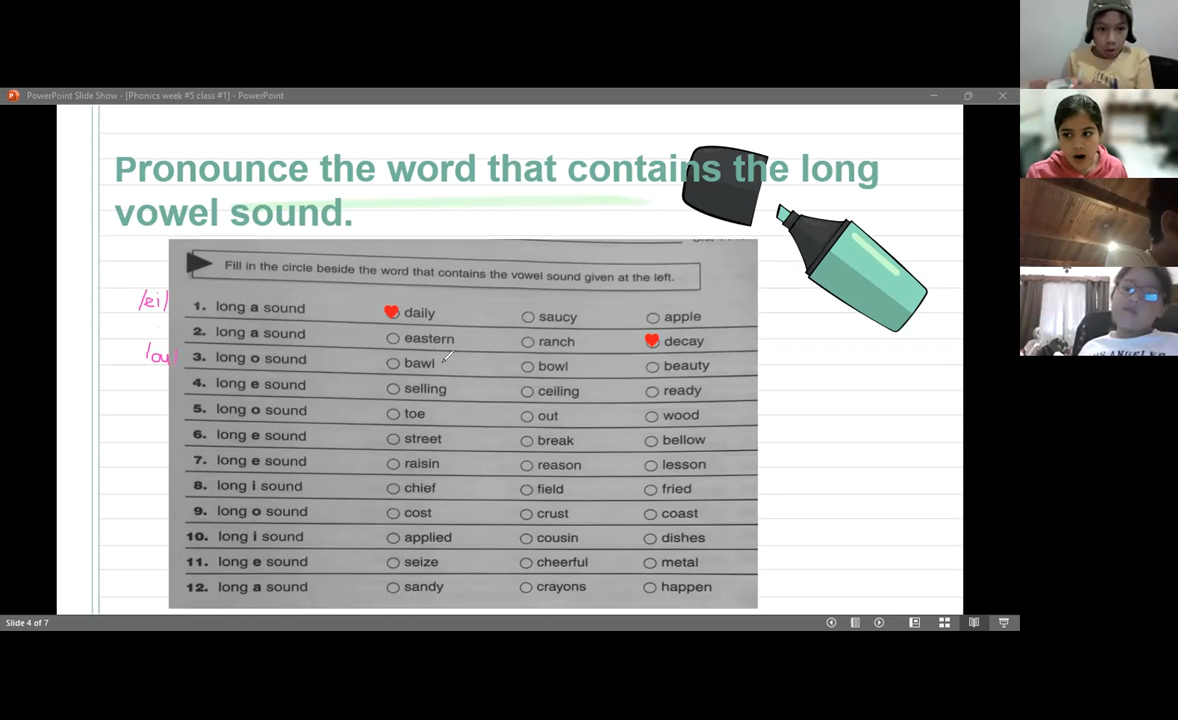 PowerPoint Slide Show - [Phonics week #5 class #1] - PowerPoint
Pronounce the word that contains the long
vowel sound.
Fill in the circle beside the word that contains the vowel sound given at the left.
/ei/
1. long a sound daily saucy apple
2. long a sound eastern ranch decay
3. long o sound bawl bowl beauty
4. long e sound selling ceiling ready
5. long o sound toe out wood
6. long e sound street break bellow
7. long e sound raisin reason lesson
8. long i sound chief field fried
9. long o sound cost crust coast
10. long i sound applied cousin dishes
11. long e sound seize cheerful metal
12. long a sound sandy crayons happen
Slide 4 of 7